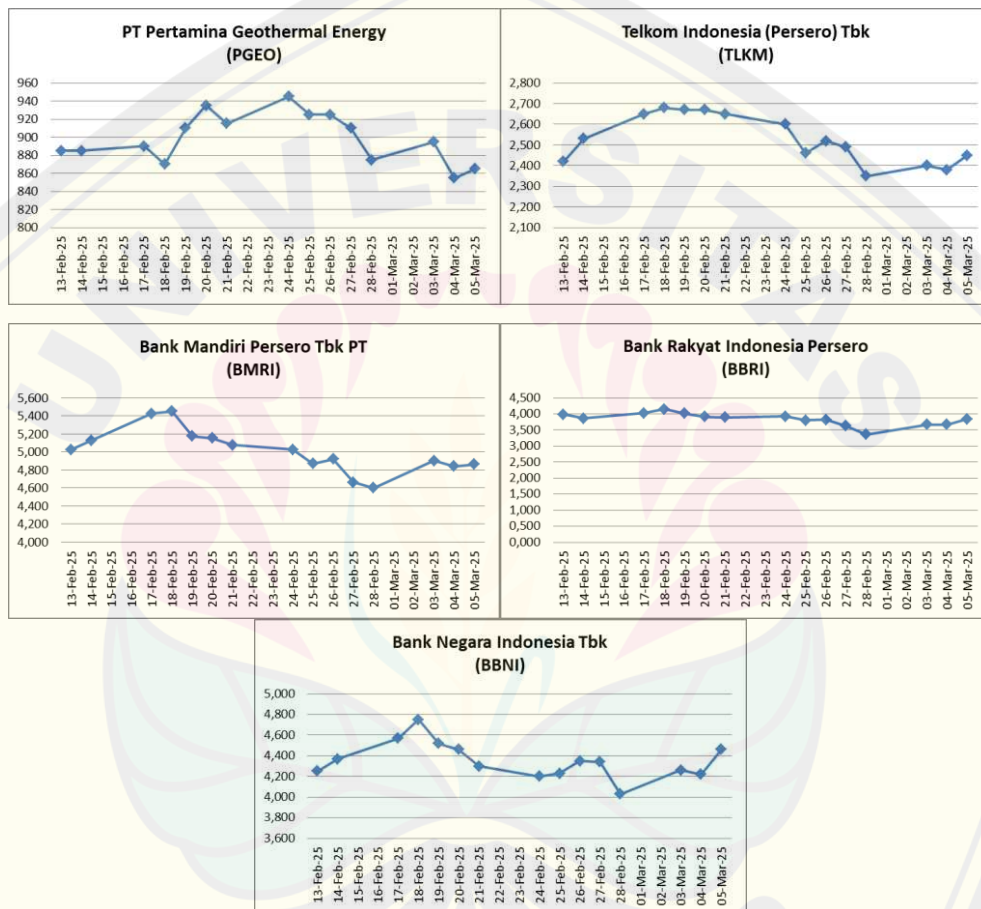 PT Pertamina Geothermal Energy
(PGEO)
960
940
920
900
880
860
840
820
800
13-Feb-25
14-Feb-25
15-Feb-25
16-Feb-25
17-Feb-25
18-Feb-25
19-Feb-25
20-Feb-25
21-Feb-25
22-Feb-25
23-Feb-25
24-Feb-25
25-Feb-25
26-Feb-25
27-Feb-25
28-Feb-25
01-Mar-25
02-Mar-25
03-Mar-25
04-Mar-25
05-Mar-25
Telkom Indonesia (Persero) Tbk
(TLKM)
2,800
2,700
2,600
2,500
2,400
2,300
2,200
2,100
13-Feb-25
14-Feb-25
15-Feb-25
16-Feb-25
17-Feb-25
18-Feb-25
19-Feb-25
20-Feb-25
21-Feb-25
22-Feb-25
23-Feb-25
24-Feb-25
25-Feb-25
26-Feb-25
27-Feb-25
28-Feb-25
01-Mar-25
02-Mar-25
03-Mar-25
04-Mar-25
05-Mar-25
Bank Mandiri Persero Tbk PT
(BMRI)
5,600
5,400
5,200
5,000
4,800
4,600
4,400
4,200
4,000
13-Feb-25
14-Feb-25
15-Feb-25
16-Feb-25
17-Feb-25
18-Feb-25
19-Feb-25
20-Feb-25
21-Feb-25
22-Feb-25
23-Feb-25
24-Feb-25
25-Feb-25
26-Feb-25
27-Feb-25
28-Feb-25
01-Mar-25
02-Mar-25
03-Mar-25
04-Mar-25
05-Mar-25
Bank Rakyat Indonesia Persero
(BBRI)
4,500
4,000
3,500
3,000
2,500
2,000
1,500
1,000
0,500
0,000
13-Feb-25
14-Feb-25
15-Feb-25
16-Feb-25
17-Feb-25
18-Feb-25
19-Feb-25
20-Feb-25
21-Feb-25
22-Feb-25
23-Feb-25
24-Feb-25
25-Feb-25
26-Feb-25
27-Feb-25
28-Feb-25
01-Mar-25
02-Mar-25
03-Mar-25
04-Mar-25
05-Mar-25
Bank Negara Indonesia Tbk
(BBNI)
5,000
4,800
4,600
4,400
4,200
4,000
3,800
3,600
13-Feb-25
14-Feb-25
15-Feb-25
16-Feb-25
17-Feb-25
18-Feb-25
19-Feb-25
20-Feb-25
21-Feb-25
22-Feb-25
23-Feb-25
24-Feb-25
25-Feb-25
26-Feb-25
27-Feb-25
28-Feb-25
01-Mar-25
02-Mar-25
03-Mar-25
04-Mar-25
05-Mar-25
UNIVERSITAS